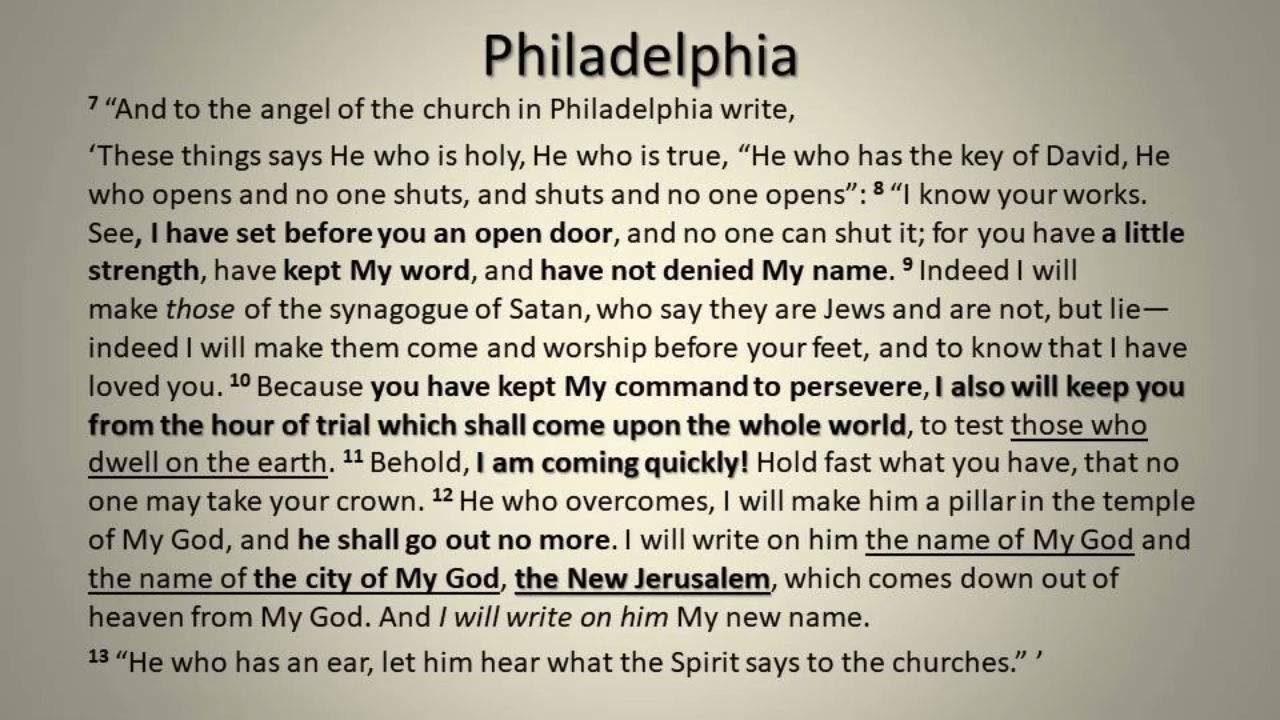 Philadelphia
7 “And to the angel of the church in Philadelphia write,
‘These things says He who is holy, He who is true, “He who has the key of David, He
who opens and no one shuts, and shuts and no one opens”: 8 “I know your works.
See, I have set before you an open door, and no one can shut it; for you have a little
strength, have kept My word, and have not denied My name. 9 Indeed I will
make those of the synagogue of Satan, who say they are Jews and are not, but lie—
indeed I will make them come and worship before your feet, and to know that I have
loved you. 10 Because you have kept My command to persevere, I also will keep you
from the hour of trial which shall come upon the whole world, to test those who
dwell on the earth. 11 Behold, I am coming quickly! Hold fast what you have, that no
one may take your crown. 12 He who overcomes, I will make him a pillar in the temple
of My God, and he shall go out no more. I will write on him the name of My God and
the name of the city of My God, the New Jerusalem, which comes down out of
heaven from My God. And I will write on him My new name.
13 “He who has an ear, let him hear what the Spirit says to the churches.” ’